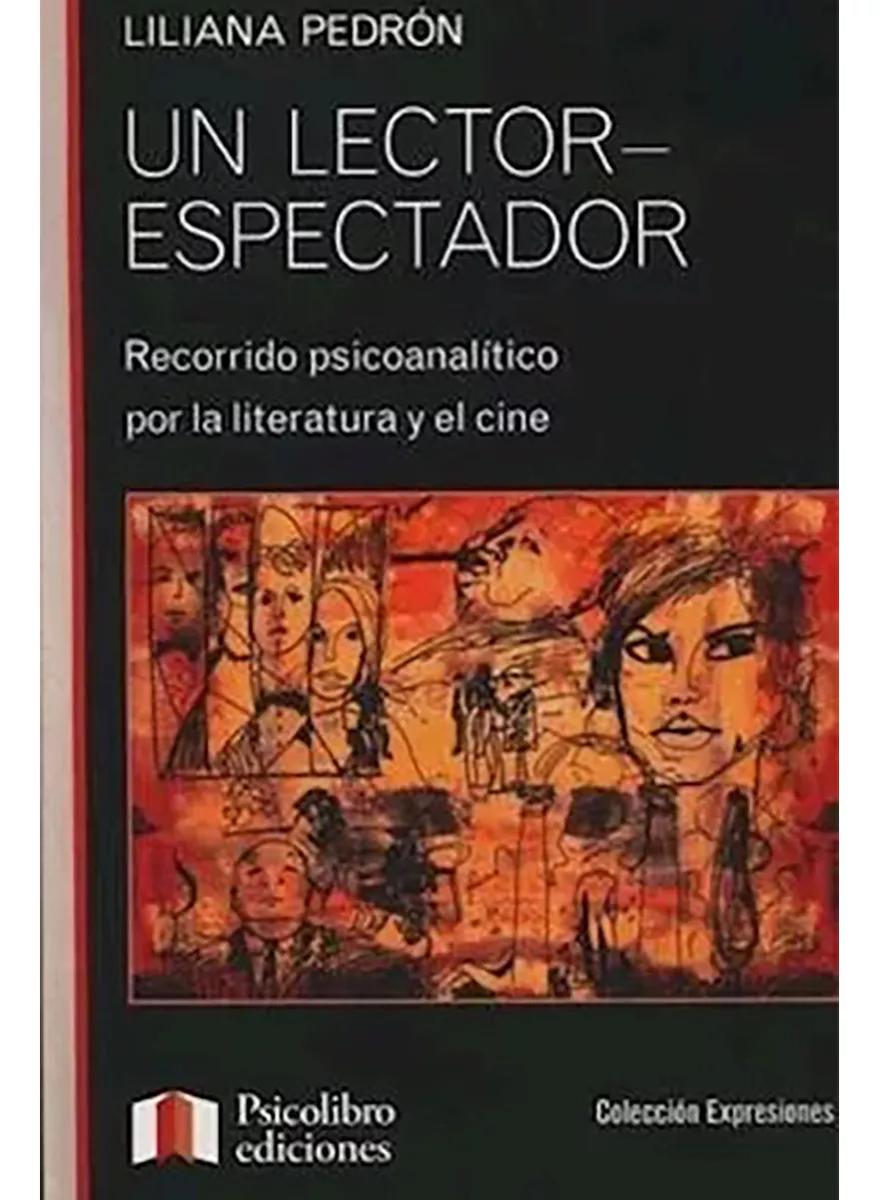 LILIANA PEDRÓN
UN LECTOR–
ESPECTADOR
Recorrido psicoanalítico
por la literatura y el cine
Psicolibro
ediciones
Colección Expresiones